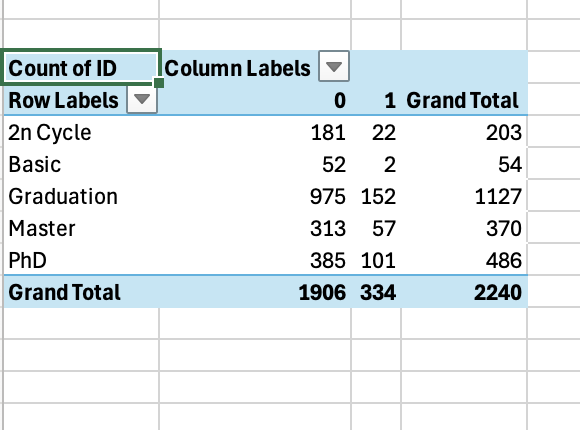 Count of ID Column Labels
Row Labels 0 1 Grand Total
2n Cycle 181 22 203
Basic 52 2 54
Graduation 975 152 1127
Master 313 57 370
PhD 385 101 486
Grand Total 1906 334 2240